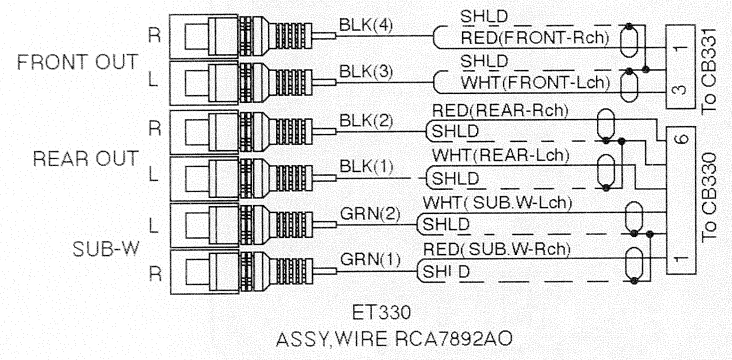 FRONT OUT
R BLK(4) SHLD
RED(FRONT-Rch)
L BLK(3) SHLD
WHT(FRONT-Lch)
1
3
To CB331
REAR OUT
R BLK(2) RED(REAR-Rch)
SHLD
L BLK(1) WHT(REAR-Lch)
SHLD
SUB-W
L GRN(2) WHT( SUB.W-Lch)
SHLD
R GRN(1) RED( SUB.W-Rch)
SHI D
6
1
To CB330
ET330
ASSY,WIRE RCA7892AO